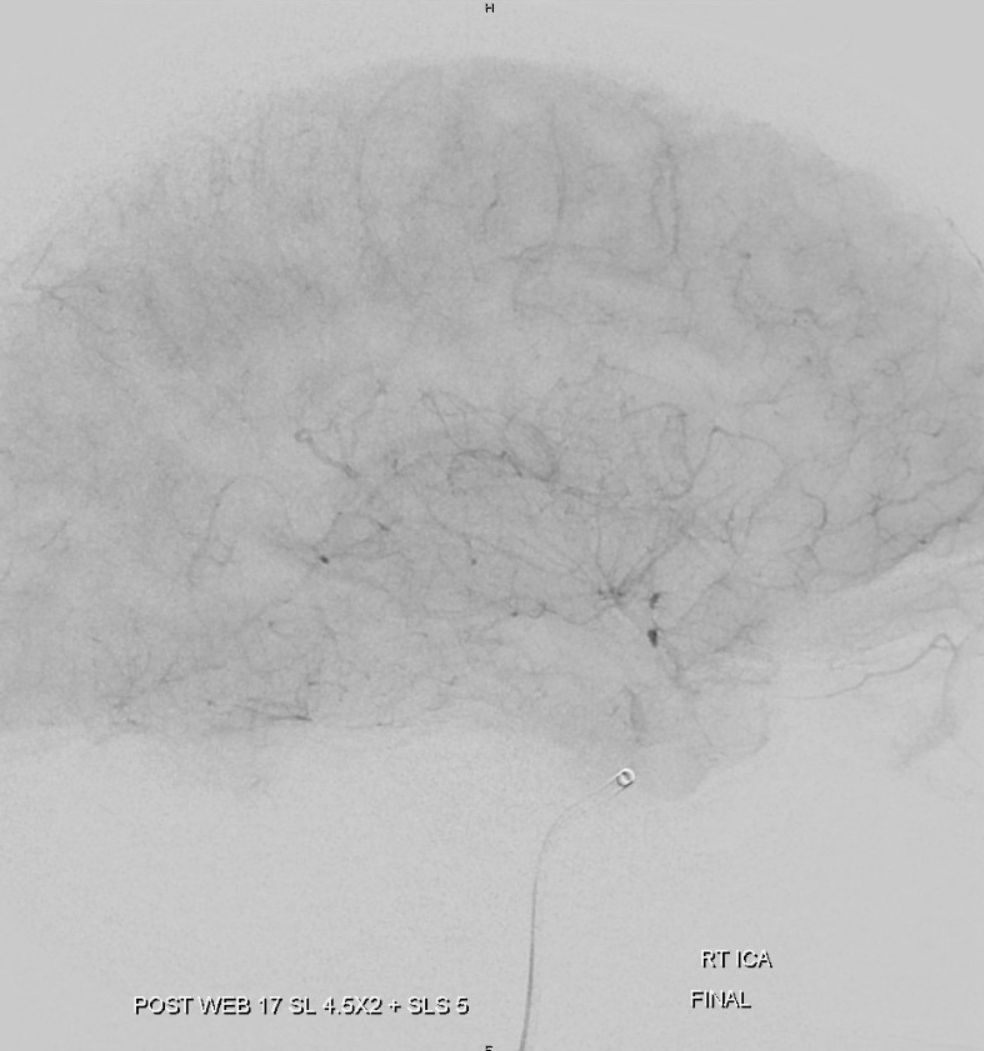 H
RT ICA
POST WEB 17 SL 4.5X2 + SLS 5
FINAL